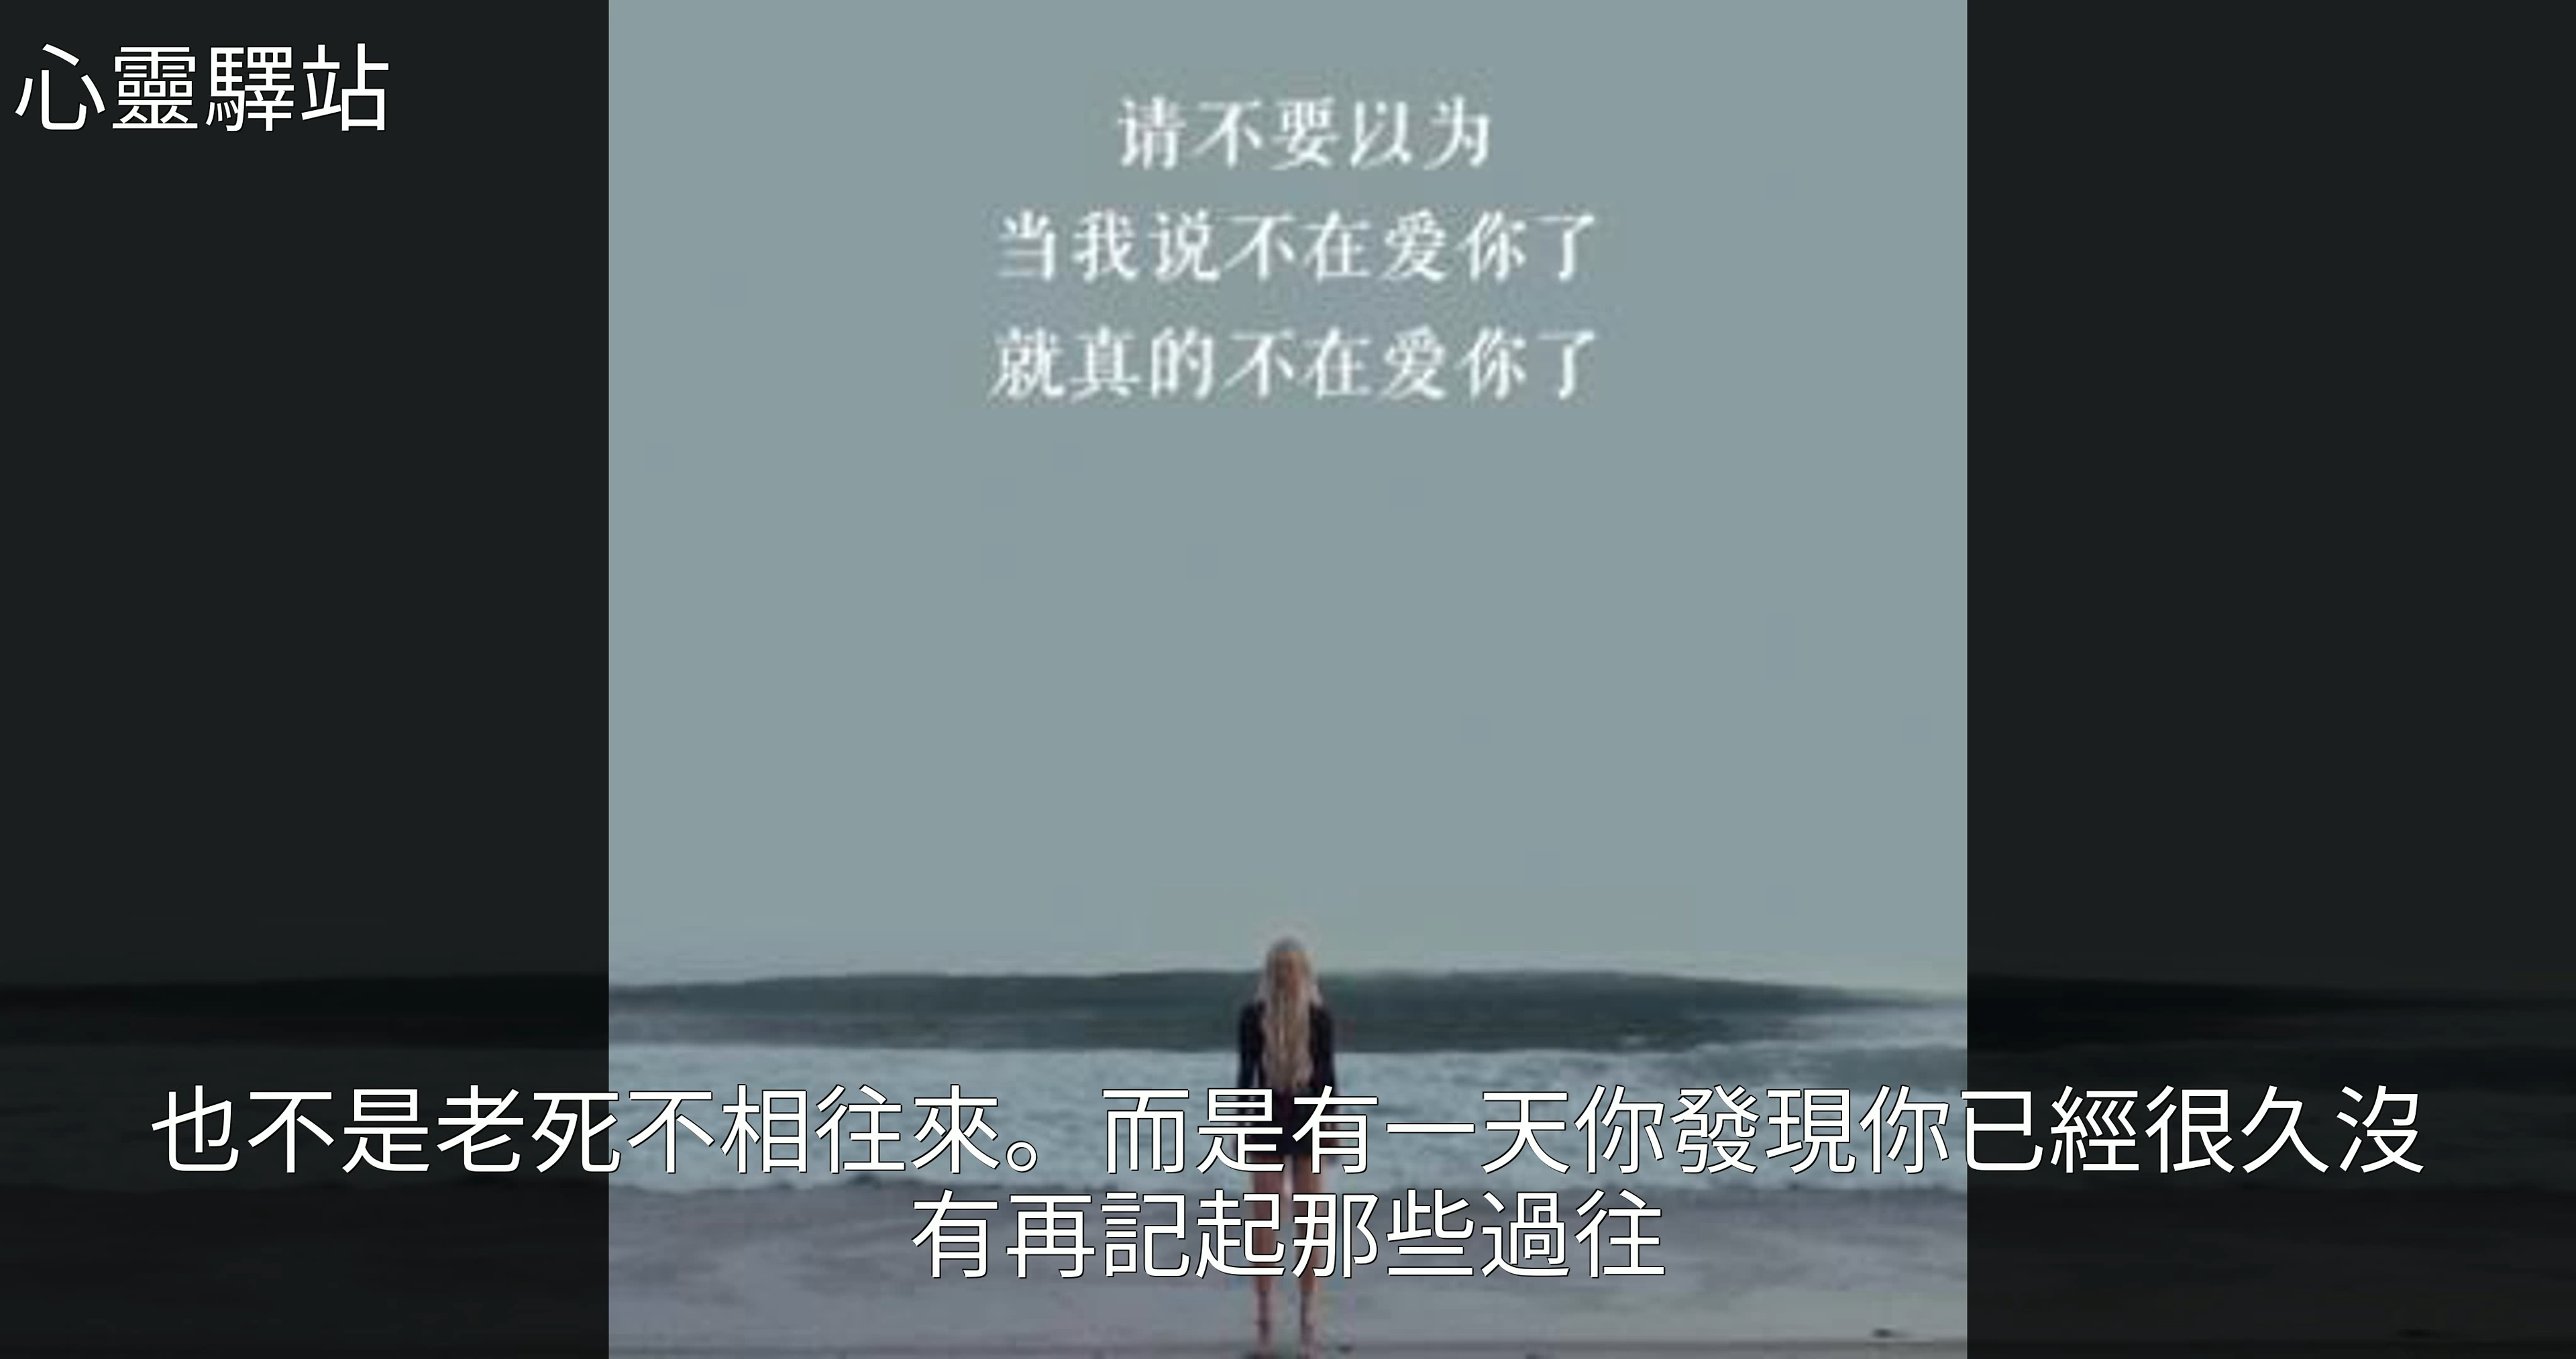 心靈驛站
请不要以为
当我说不在爱你了
就真的不在爱你了
也不是老死不相往來。而是有一天你發現你已經很久沒
有再記起那些過往